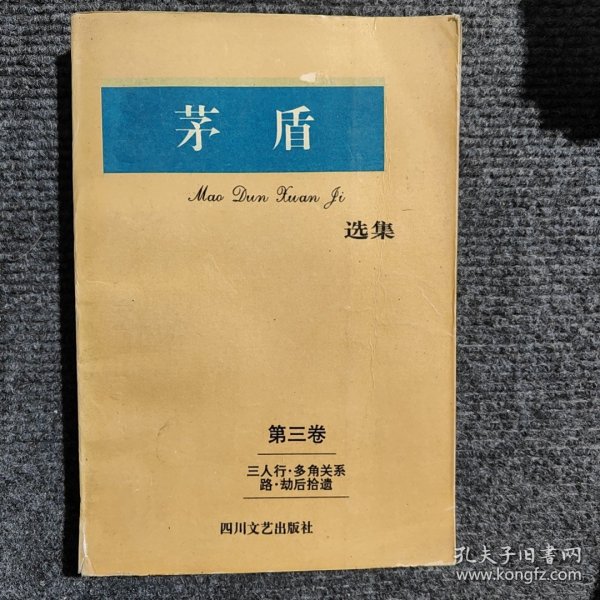 茅盾
Mao Dun Xuan Ji
选集
第三卷
三人行·多角关系
路·劫后拾遗
四川文艺出版社
孔夫子旧书网
www.kongfz.com